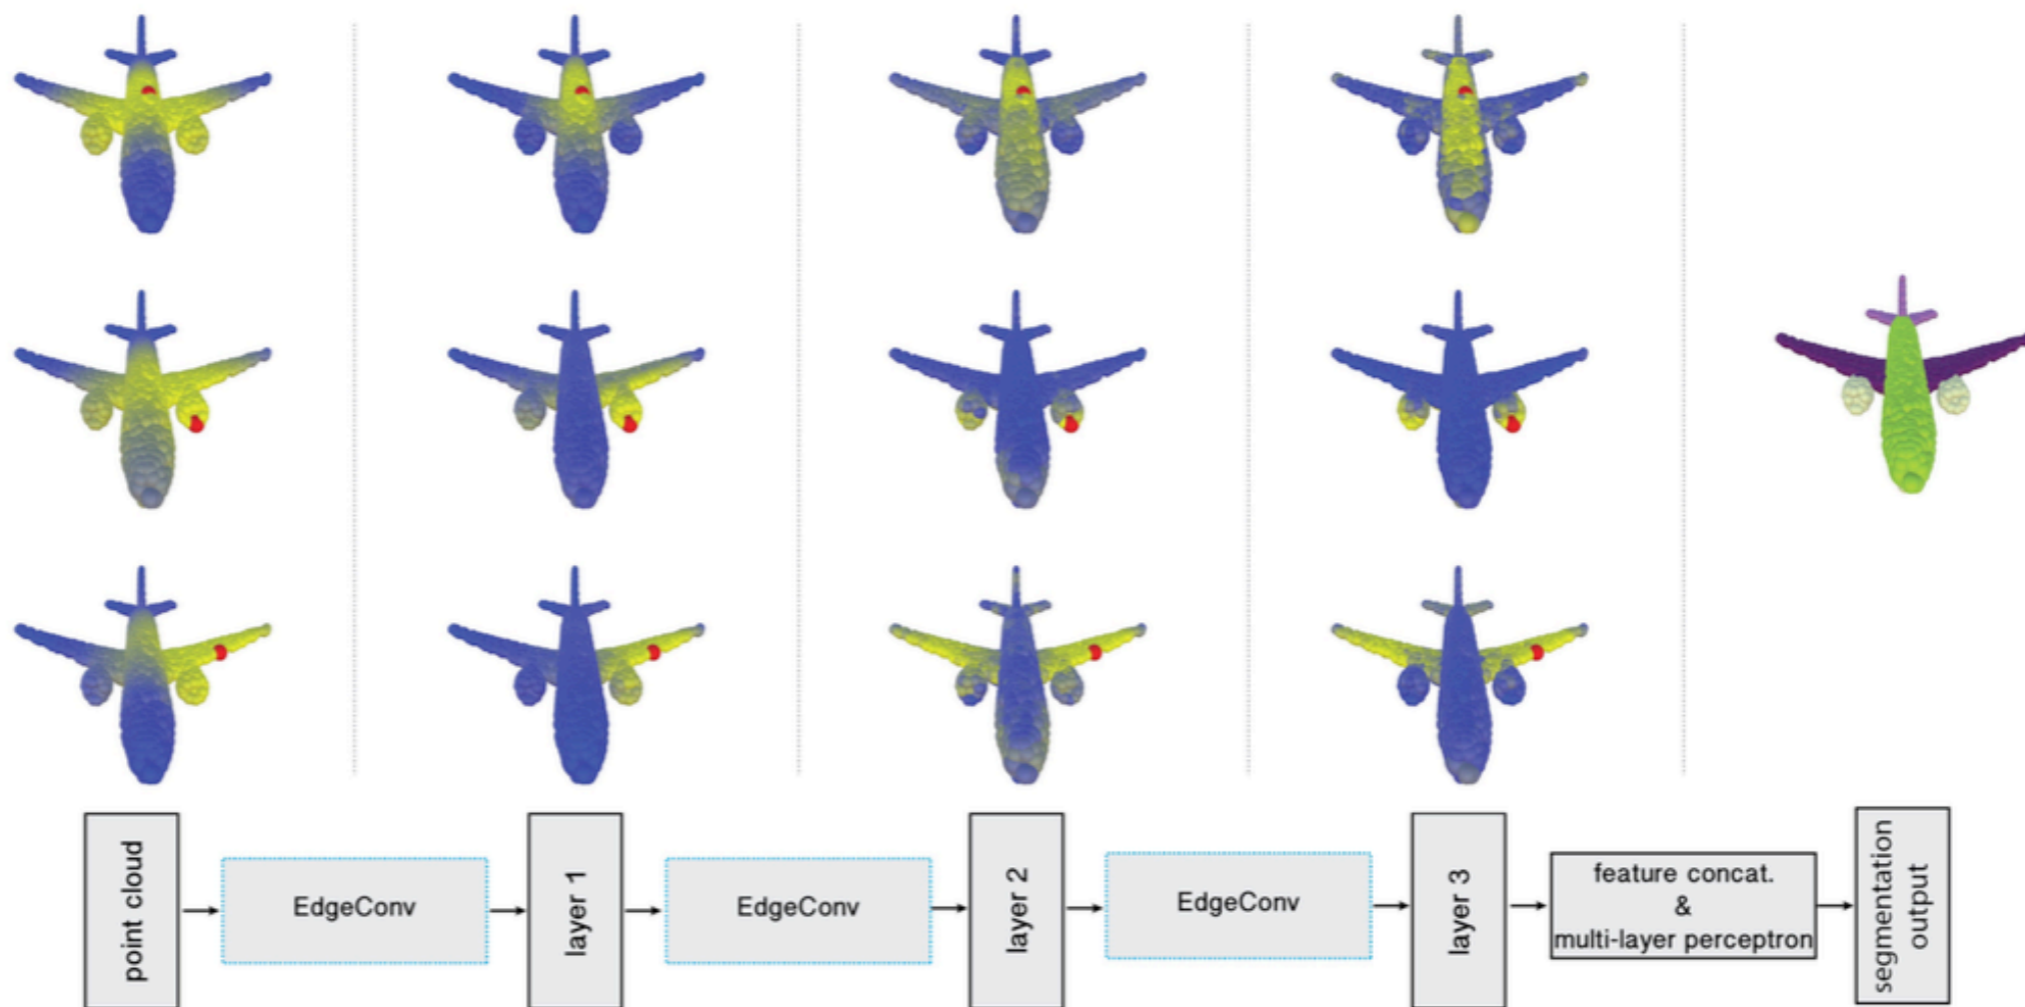 point cloud
EdgeConv
layer 1
EdgeConv
layer 2
EdgeConv
layer 3
feature concat.
&
multi-layer perceptron
segmentation
output